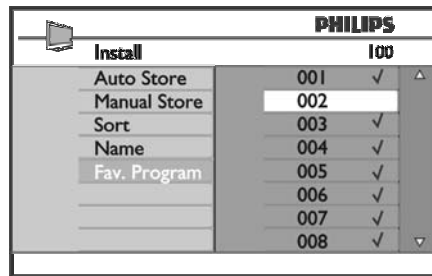 PHILIPS
Install 100
Auto Store 001 √
Manual Store 002
Sort 003 √
Name 004 √
Fav. Program 005 √
006 √
007 √
008 √